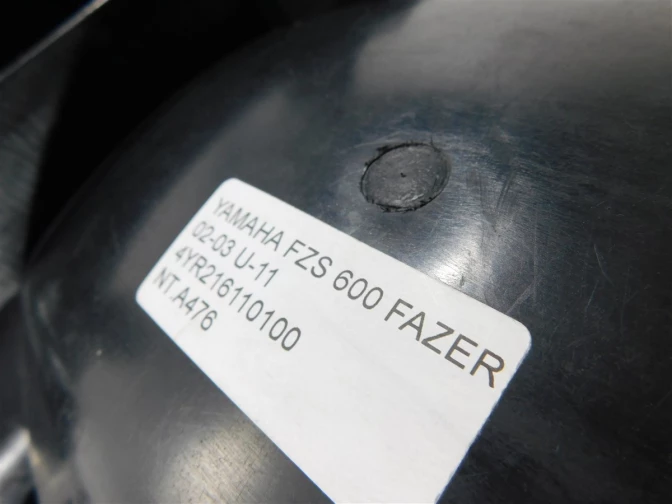 YAMAHA FZS 600 FAZER
02-03 U-11
4YR216110100
NT.A476